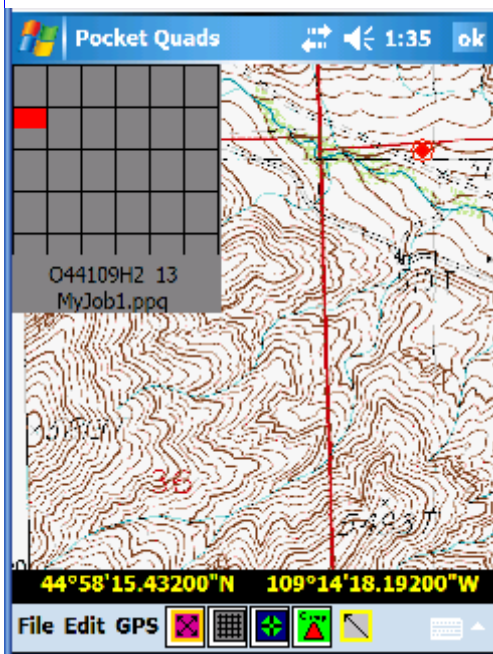 Pocket Quads 1:35 ok
O44109H2 13
MyJob1.ppq
36
44°58'15.43200"N 109°14'18.19200"W
File Edit GPS